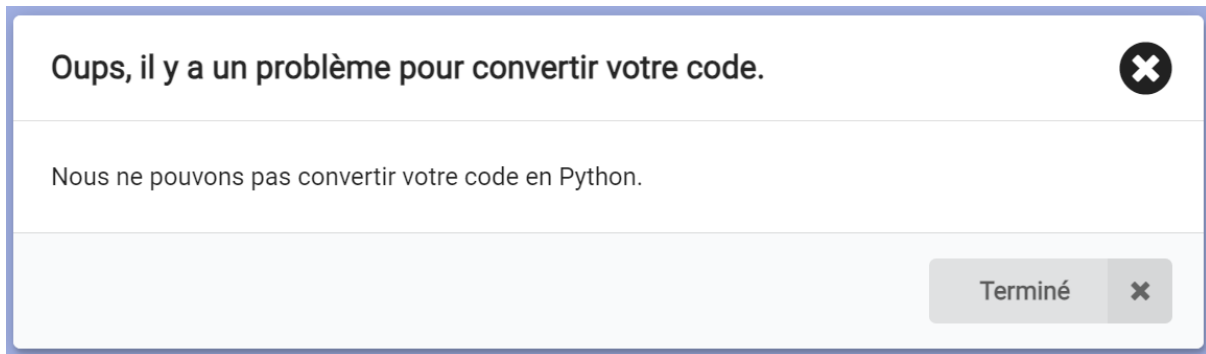 Oups, il y a un problème pour convertir votre code.
Nous ne pouvons pas convertir votre code en Python.
Terminé